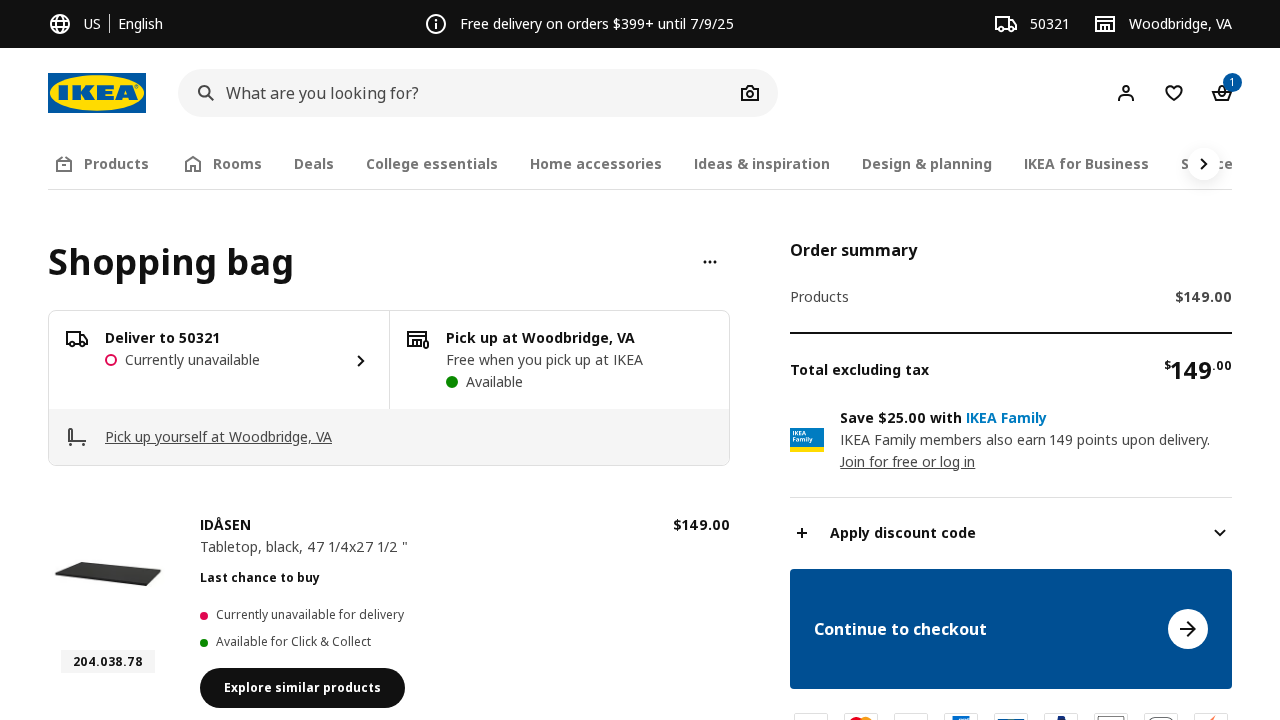 US English
Free delivery on orders $399+ until 7/9/25
50321
Woodbridge, VA
IKEA
What are you looking for?
1
0
Products
Rooms
Deals
College essentials
Home accessories
Ideas & inspiration
Design & planning
IKEA for Business
Shopping bag
Deliver to 50321
Currently unavailable
Pick up at Woodbridge, VA
Free when you pick up at IKEA
Available
Pick up yourself at Woodbridge, VA
IDÅSEN
$149.00
Tabletop, black, 47 1/4x27 1/2 "
Last chance to buy
Currently unavailable for delivery
Available for Click & Collect
204.038.78
Explore similar products
Order summary
Products
$149.00
Total excluding tax
$149.00
IKEA
Family
Save $25.00 with IKEA Family
IKEA Family members also earn 149 points upon delivery.
Join for free or log in
Apply discount code
Continue to checkout